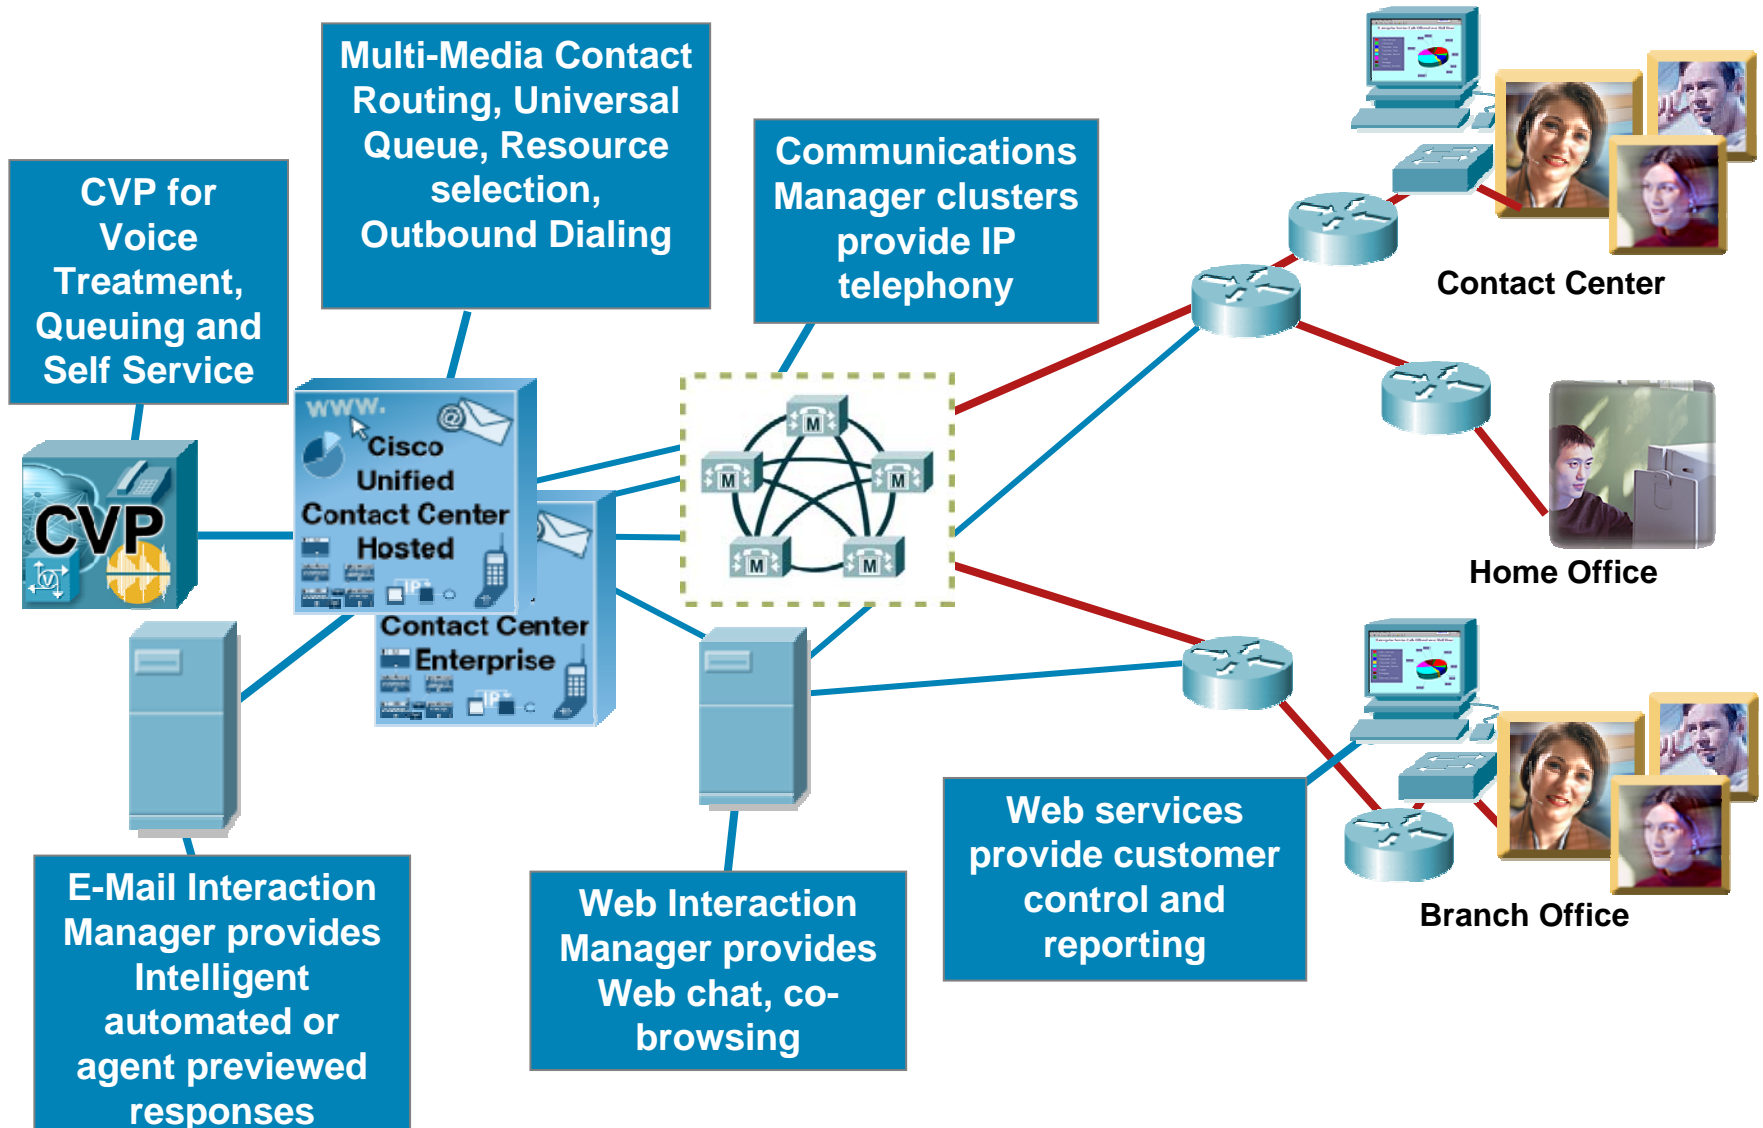 Multi-Media Contact
Routing, Universal
Queue, Resource
selection,
Outbound Dialing
CVP for
Voice
Treatment,
Queuing and
Self Service
Communications
Manager clusters
provide IP
telephony
Contact Center
www.
@
Cisco
Unified
Contact Center
Hosted
IP
CVP
V
M
M
M
M
M
Contact Center
Enterprise
IP
Home Office
E-Mail Interaction
Manager provides
Intelligent
automated or
agent previewed
responses
Web Interaction
Manager provides
Web chat, co-
browsing
Web services
provide customer
control and
reporting
Branch Office